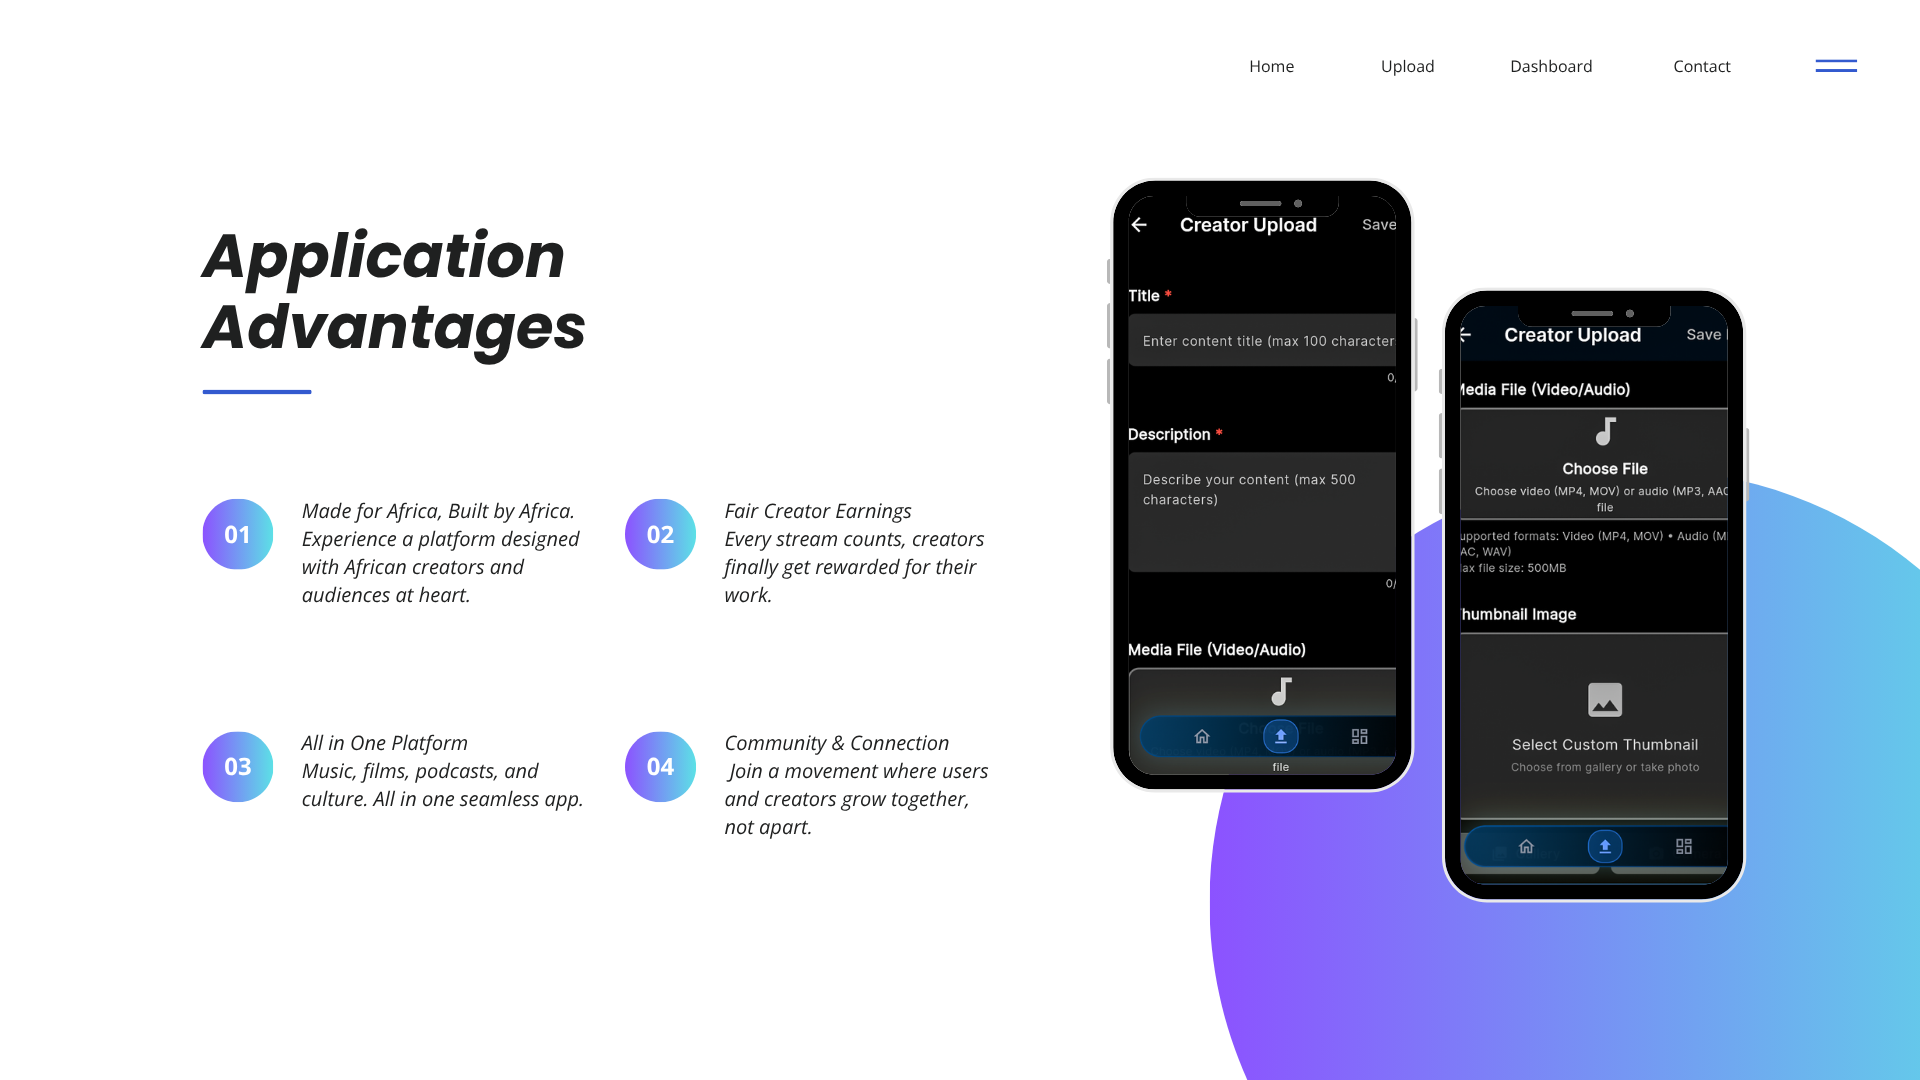 Home Upload Dashboard Contact
Application
Advantages
01
Made for Africa, Built by Africa.
Experience a platform designed
with African creators and
audiences at heart.
02
Fair Creator Earnings
Every stream counts, creators
finally get rewarded for their
work.
03
All in One Platform
Music, films, podcasts, and
culture. All in one seamless app.
04
Community & Connection
Join a movement where users
and creators grow together,
not apart.
Creator Upload Save
Title *
Enter content title (max 100 character
0/
Description *
Describe your content (max 500
characters)
0/
Media File (Video/Audio)
file
Creator Upload Save
Media File (Video/Audio)
Choose File
Choose video (MP4, MOV) or audio (MP3, AAC
file
upported formats: Video (MP4, MOV) • Audio (M
AC, WAV)
ax file size: 500MB
humbnail Image
Select Custom Thumbnail
Choose from gallery or take photo